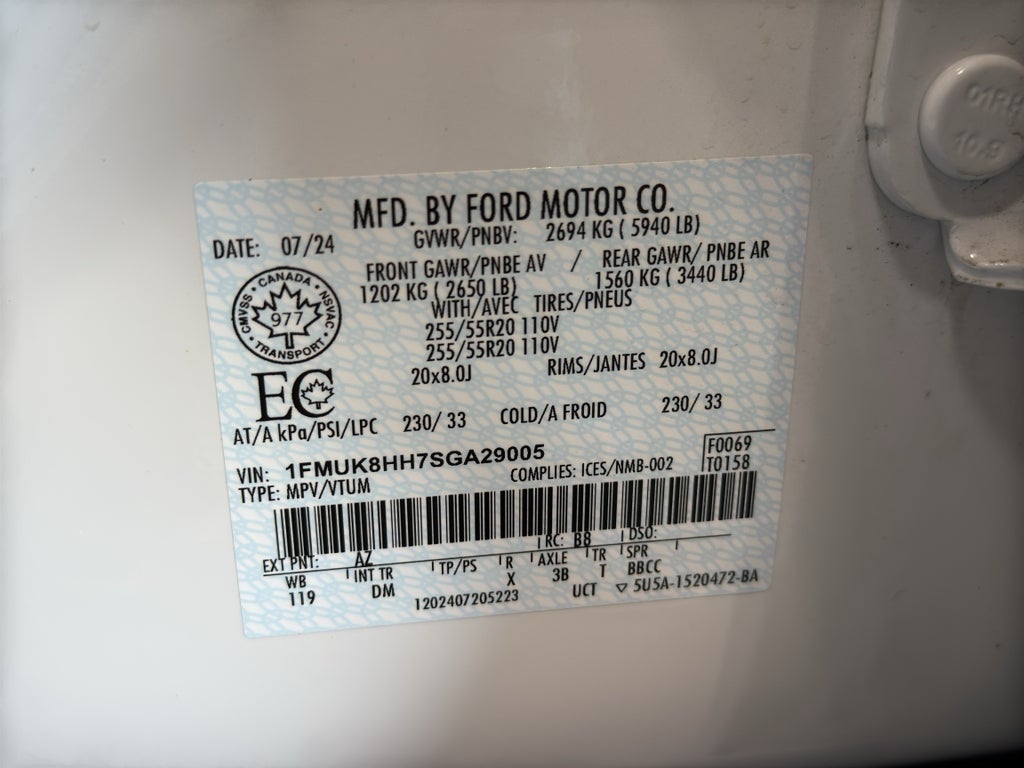 01RH
10.9
MFD. BY FORD MOTOR CO.
DATE: 07/24 GVWR/PNBV: 2694 KG ( 5940 LB)
FRONT GAWR/PNBE AV / REAR GAWR/ PNBE AR
1202 KG ( 2650 LB) 1560 KG ( 3440 LB)
WITH/AVEC TIRES/PNEUS
255/55R20 110V
255/55R20 110V
20x8.0J RIMS/JANTES 20x8.0J
CANADA
CMVSS NSVAC
977
TRANSPORT
EC
AT/A kPa/PSI/LPC 230/ 33 COLD/A FROID 230/ 33
VIN: 1FMUK8HH7SGA29005
TYPE: MPV/VTUM COMPLIES: ICES/NMB-002
F0069
T0158
EXT PNT: AZ RC: B8 DSO:
WB INT TR TP/PS R AXLE TR SPR
119 DM X 3B T BBCC
1202407205223 UCT ▽ 5U5A-1520472-BA